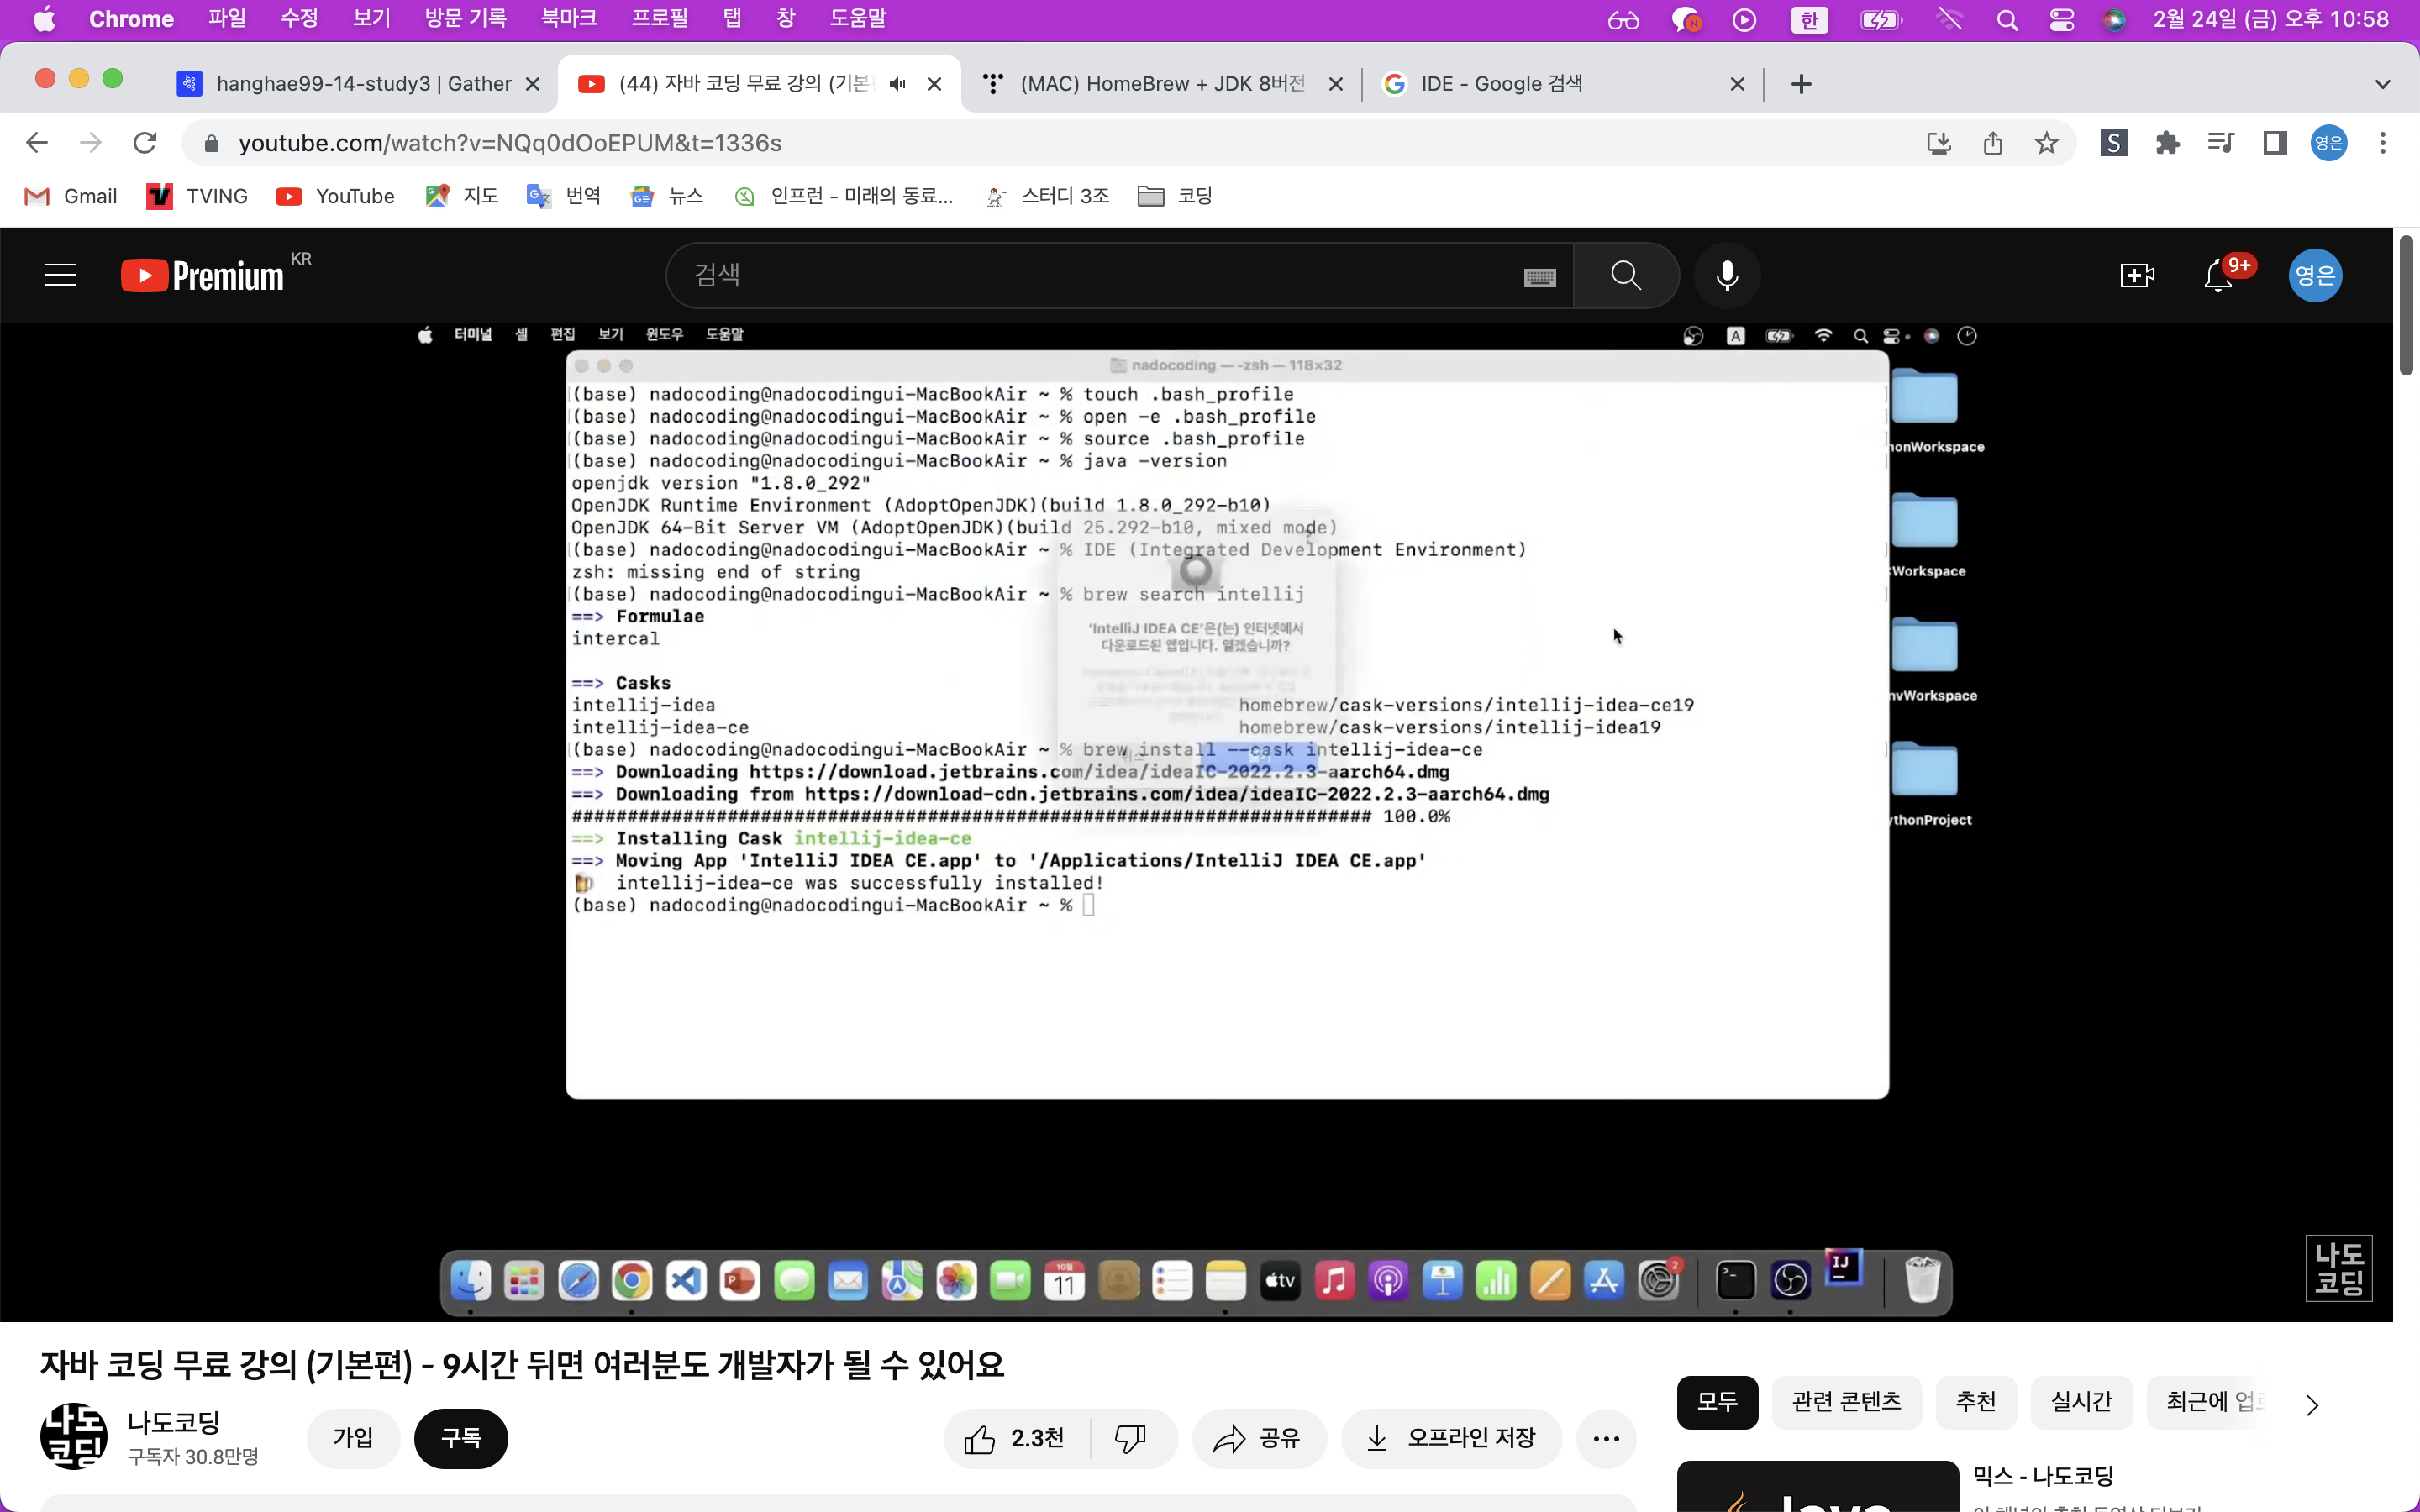 Chrome 파일 수정 보기 방문 기록 북마크 프로필 탭 창 도움말 한 2월 24일 (금) 오후 10:58
hanghae99-14-study3 | Gather (44) 자바 코딩 무료 강의 (기본 (MAC) HomeBrew + JDK 8버전 IDE - Google 검색
youtube.com/watch?v=NQq0dOoEPUM&t=1336s S 영은
Gmail TVING YouTube 지도 번역 뉴스 인프런 - 미래의 동료... 스터디 3조 코딩
Premium KR 검색 9+ 영은
터미널 셸 편집 보기 윈도우 도움말 A
nadocoding — -zsh — 118×32
(base) nadocoding@nadocodingui-MacBookAir ~ % touch .bash_profile
(base) nadocoding@nadocodingui-MacBookAir ~ % open -e .bash_profile
(base) nadocoding@nadocodingui-MacBookAir ~ % source .bash_profile
(base) nadocoding@nadocodingui-MacBookAir ~ % java -version
openjdk version "1.8.0_292"
OpenJDK Runtime Environment (AdoptOpenJDK)(build 1.8.0_292-b10)
OpenJDK 64-Bit Server VM (AdoptOpenJDK)(build 25.292-b10, mixed mode)
(base) nadocoding@nadocodingui-MacBookAir ~ % IDE (Integrated Development Environment)
zsh: missing end of string
(base) nadocoding@nadocodingui-MacBookAir ~ % brew search intellij
==> Formulae
intercal
'IntelliJ IDEA CE'은(는) 인터넷에서
다운로드된 앱입니다. 열겠습니까?
==> Casks
intellij-idea homebrew/cask-versions/intellij-idea-ce19
intellij-idea-ce homebrew/cask-versions/intellij-idea19
(base) nadocoding@nadocodingui-MacBookAir ~ % brew install --cask intellij-idea-ce
==> Downloading https://download.jetbrains.com/idea/ideaIC-2022.2.3-aarch64.dmg
==> Downloading from https://download-cdn.jetbrains.com/idea/ideaIC-2022.2.3-aarch64.dmg
######################################################################## 100.0%
==> Installing Cask intellij-idea-ce
==> Moving App 'IntelliJ IDEA CE.app' to '/Applications/IntelliJ IDEA CE.app'
intellij-idea-ce was successfully installed!
(base) nadocoding@nadocodingui-MacBookAir ~ %
honWorkspace
Workspace
nvWorkspace
thonProject
10월 11 tv 2 IJ
나도
코딩
자바 코딩 무료 강의 (기본편) - 9시간 뒤면 여러분도 개발자가 될 수 있어요
나도코딩
구독자 30.8만명
가입 구독 2.3천 공유 오프라인 저장
모두 관련 콘텐츠 추천 실시간 최근에
믹스 - 나도코딩
Java